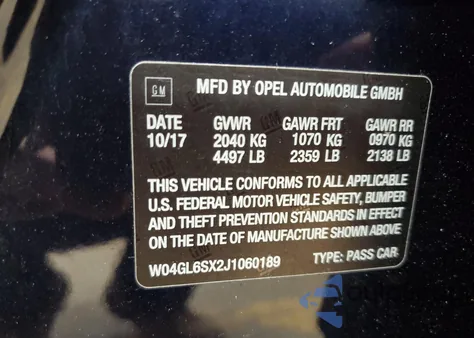 GM
MFD BY OPEL AUTOMOBILE GMBH
DATE GVWR GAWR FRT GAWR RR
10/17 2040 KG 1070 KG 0970 KG
4497 LB 2359 LB 2138 LB
THIS VEHICLE CONFORMS TO ALL APPLICABLE
U.S. FEDERAL MOTOR VEHICLE SAFETY, BUMPER
AND THEFT PREVENTION STANDARDS IN EFFECT
ON THE DATE OF MANUFACTURE SHOWN ABOVE
W04GL6SX2J1060189 TYPE: PASS CAR